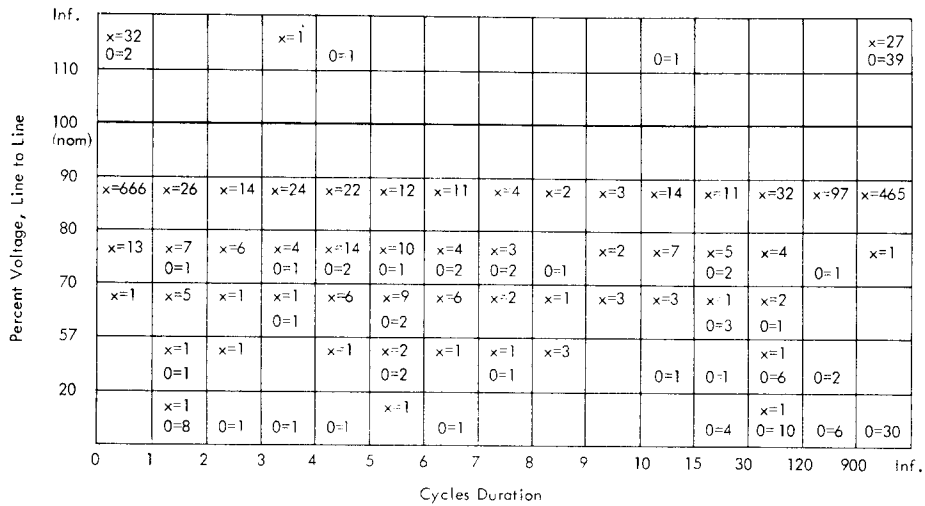 Inf.
x=32 x=1 x=27
0=2 0=1 0=1 0=39
110
100
(nom)
90
x=666 x=26 x=14 x=24 x=22 x=12 x=11 x=4 x=2 x=3 x=14 x=11 x=32 x=97 x=465
80
x=13 x=7 x=6 x=4 x=14 x=10 x=4 x=3 x=2 x=7 x=5 x=4 x=1
0=1 0=1 0=2 0=1 0=2 0=2 0=1 0=2 0=1
70
x=1 x=5 x=1 x=1 x=6 x=9 x=6 x=2 x=1 x=3 x=3 x=1 x=2
0=1 0=2 0=3 0=1
57
x=1 x=1 x=1 x=2 x=1 x=1 x=3 x=1
0=1 0=2 0=1 0=1 0=1 0=6 0=2
20
x=1 x=1 x=1
0=8 0=1 0=1 0=1 0=1 0=4 0=10 0=6 0=30
0 1 2 3 4 5 6 7 8 9 10 15 30 120 900 Inf.
Cycles Duration
Percent Voltage, Line to Line